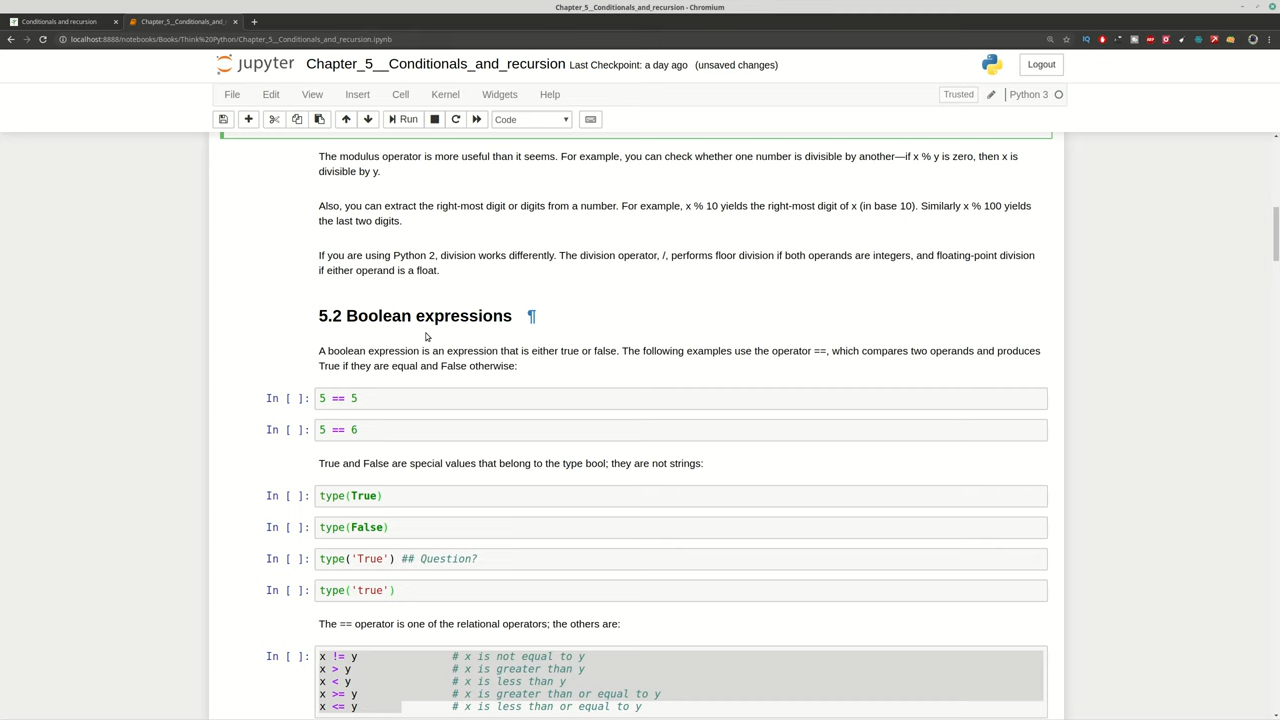 Chapter_5__Conditionals_and_recursion - Chromium
Conditionals and recursion
Chapter_5__Conditionals_and_
localhost:8888/notebooks/Books/Think%20Python/Chapter_5__Conditionals_and_recursion.ipynb
jupyter Chapter_5__Conditionals_and_recursion Last Checkpoint: a day ago (unsaved changes)
Logout
File Edit View Insert Cell Kernel Widgets Help
Trusted
Python 3
Run
Code
The modulus operator is more useful than it seems. For example, you can check whether one number is divisible by another—if x % y is zero, then x is
divisible by y.
Also, you can extract the right-most digit or digits from a number. For example, x % 10 yields the right-most digit of x (in base 10). Similarly x % 100 yields
the last two digits.
If you are using Python 2, division works differently. The division operator, /, performs floor division if both operands are integers, and floating-point division
if either operand is a float.
5.2 Boolean expressions ¶
A boolean expression is an expression that is either true or false. The following examples use the operator ==, which compares two operands and produces
True if they are equal and False otherwise:
In [ ]: 5 == 5
In [ ]: 5 == 6
True and False are special values that belong to the type bool; they are not strings:
In [ ]: type(True)
In [ ]: type(False)
In [ ]: type('True') ## Question?
In [ ]: type('true')
The == operator is one of the relational operators; the others are:
In [ ]: x != y # x is not equal to y
x > y # x is greater than y
x < y # x is less than y
x >= y # x is greater than or equal to y
x <= y # x is less than or equal to y